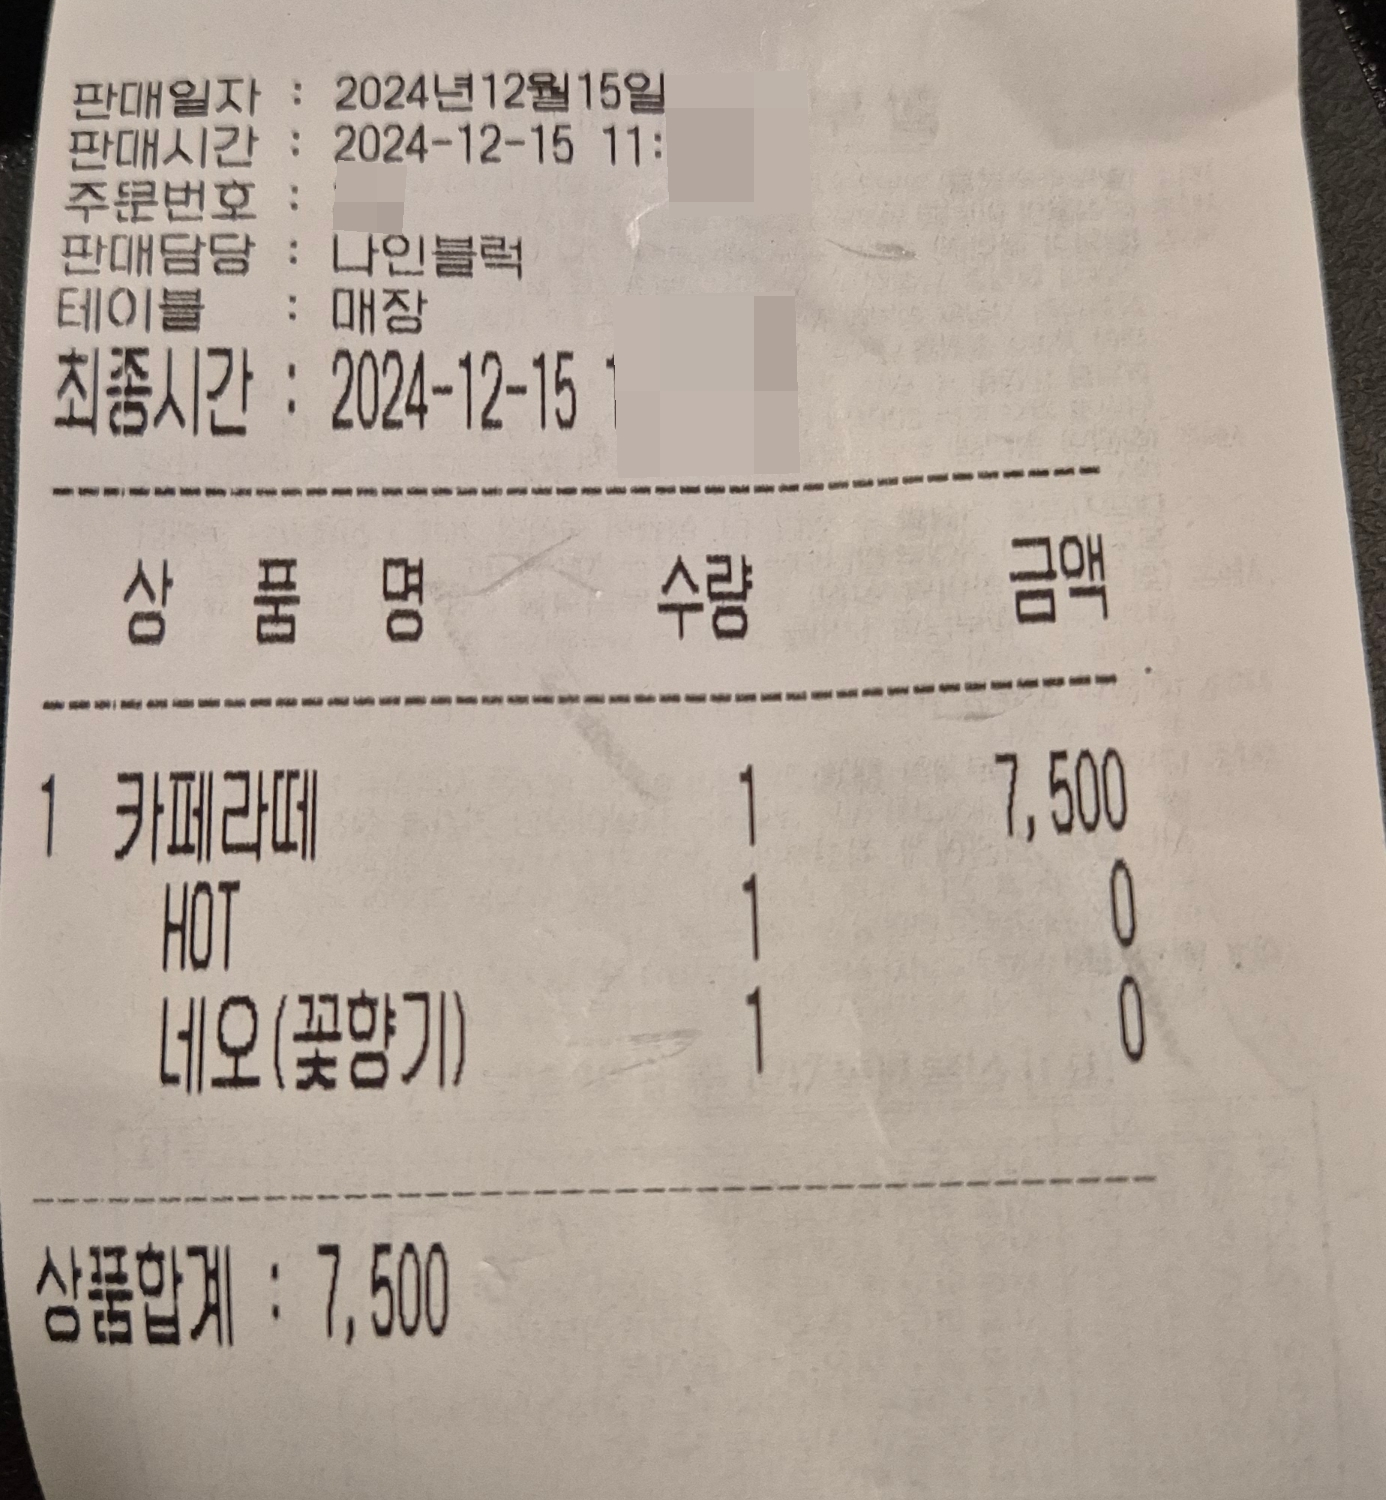 판매일자 : 2024년12월15일
판매시간 : 2024-12-15 11:
주문번호 :
판매담당 : 나인블럭
테이블 : 매장
최종시간 : 2024-12-15 1
상 품 명 수량 금액
1 카페라떼 1 7,500
HOT 1 0
네오(꽃향기) 1 0
상품합계 : 7,500